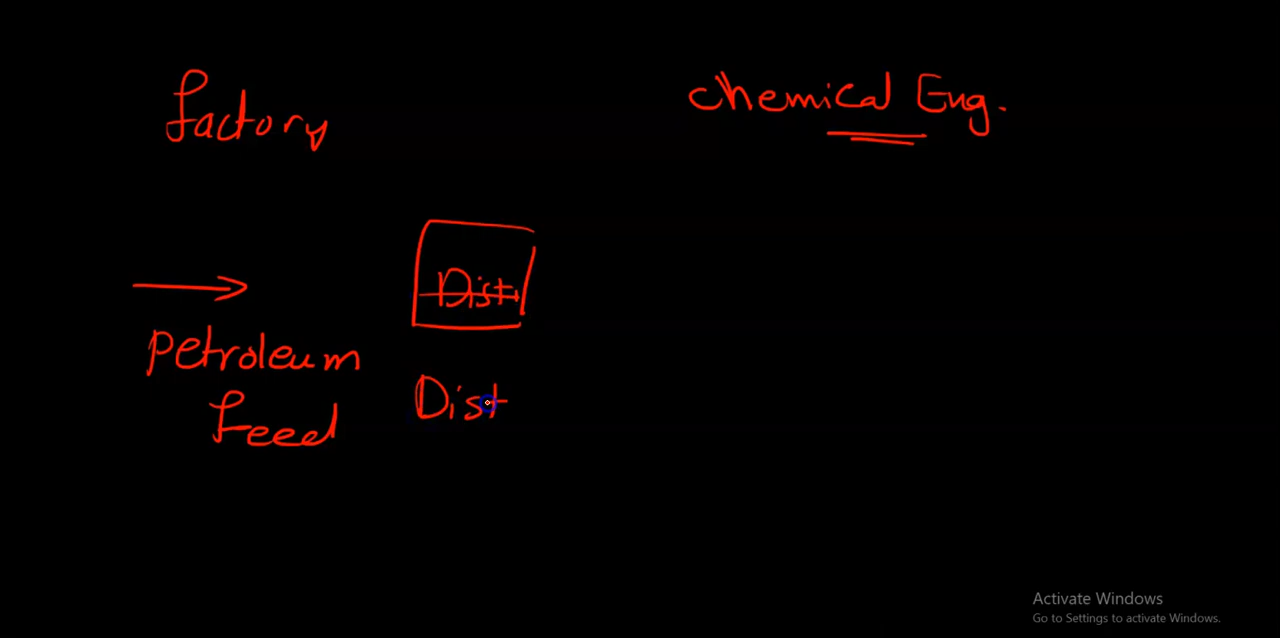 factory
Chemical Eng.
Dist.
Petroleum
feed
Dist
Activate Windows
Go to Settings to activate Windows.